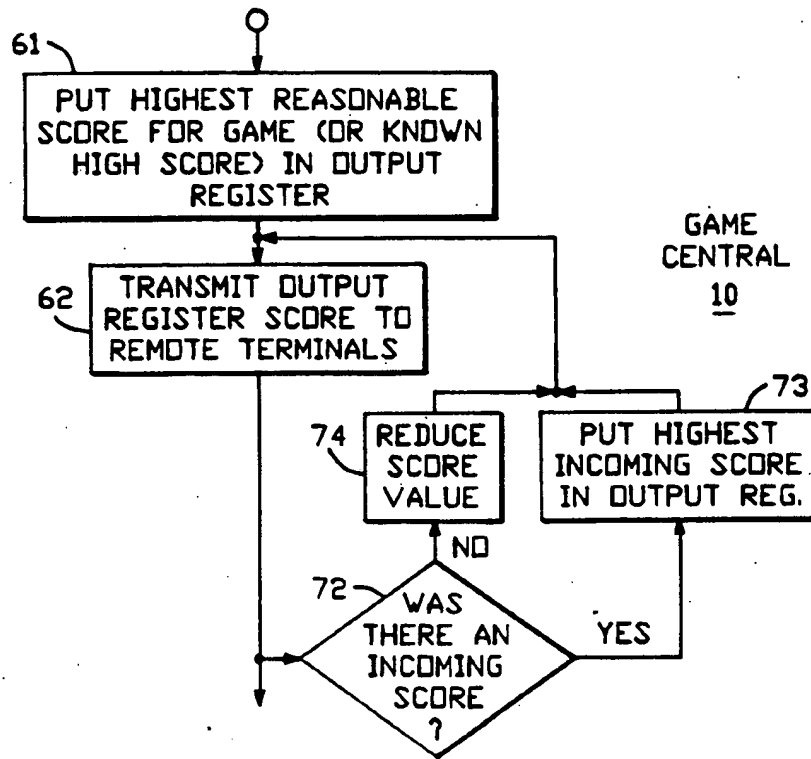 61
PUT HIGHEST REASONABLE
SCORE FOR GAME (OR KNOWN
HIGH SCORE) IN OUTPUT
REGISTER
GAME
CENTRAL
10
62
TRANSMIT OUTPUT
REGISTER SCORE TO
REMOTE TERMINALS
74
REDUCE
SCORE
VALUE
73
PUT HIGHEST
INCOMING SCORE
IN OUTPUT REG.
NO
72
WAS
THERE AN
INCOMING
SCORE
?
YES